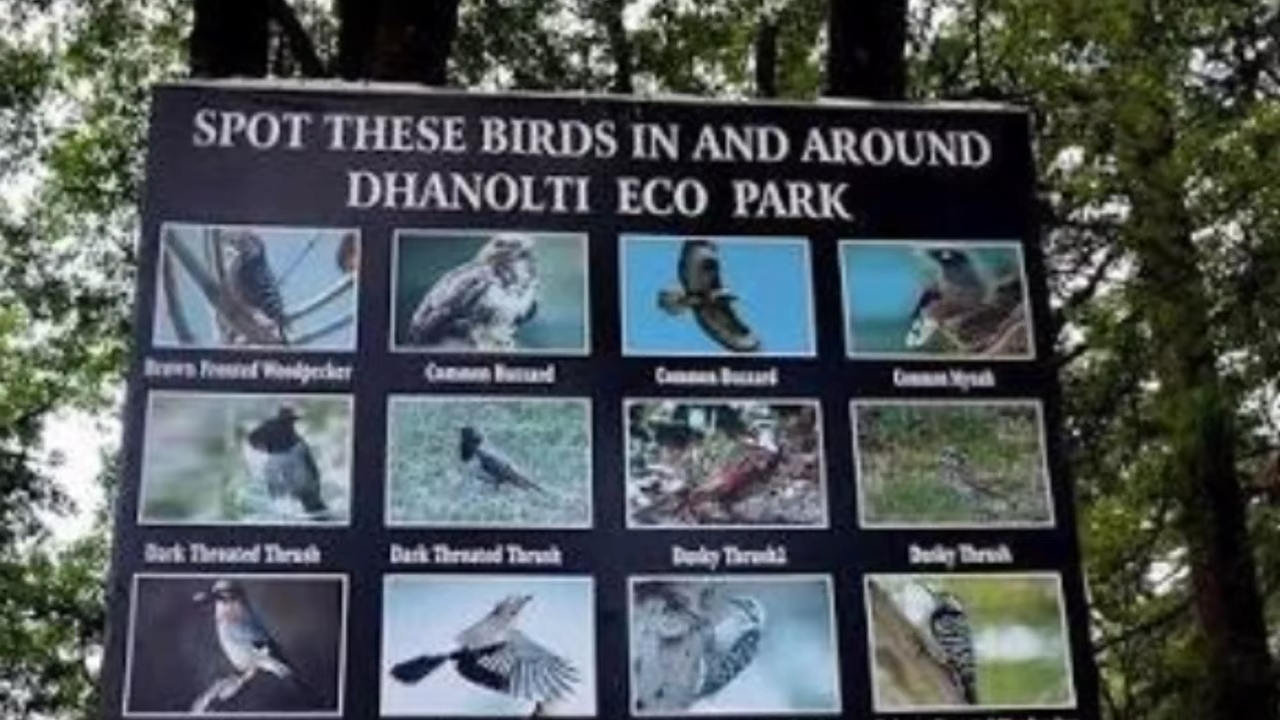 SPOT THESE BIRDS IN AND AROUND
DHANOLTI ECO PARK
Brown Fronted Woodpecker
Common Buzzard
Common Buzzard
Common Mynah
Dark Throated Thrush
Dark Throated Thrush
Dusky Thrush2
Dusky Thrush